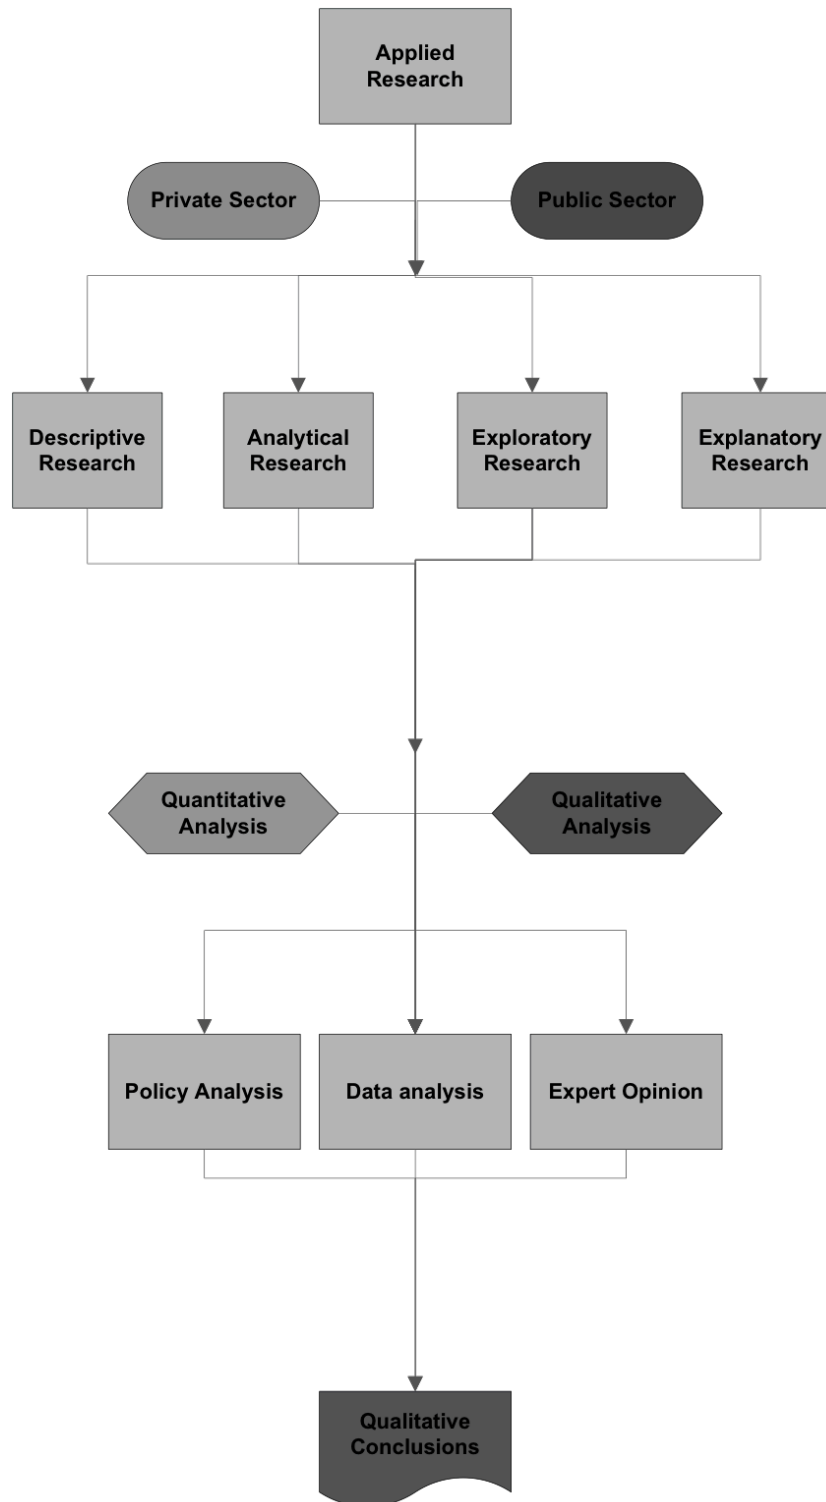 Applied
Research
Private Sector
Public Sector
Descriptive
Research
Analytical
Research
Exploratory
Research
Explanatory
Research
Quantitative
Analysis
Qualitative
Analysis
Policy Analysis
Data analysis
Expert Opinion
Qualitative
Conclusions